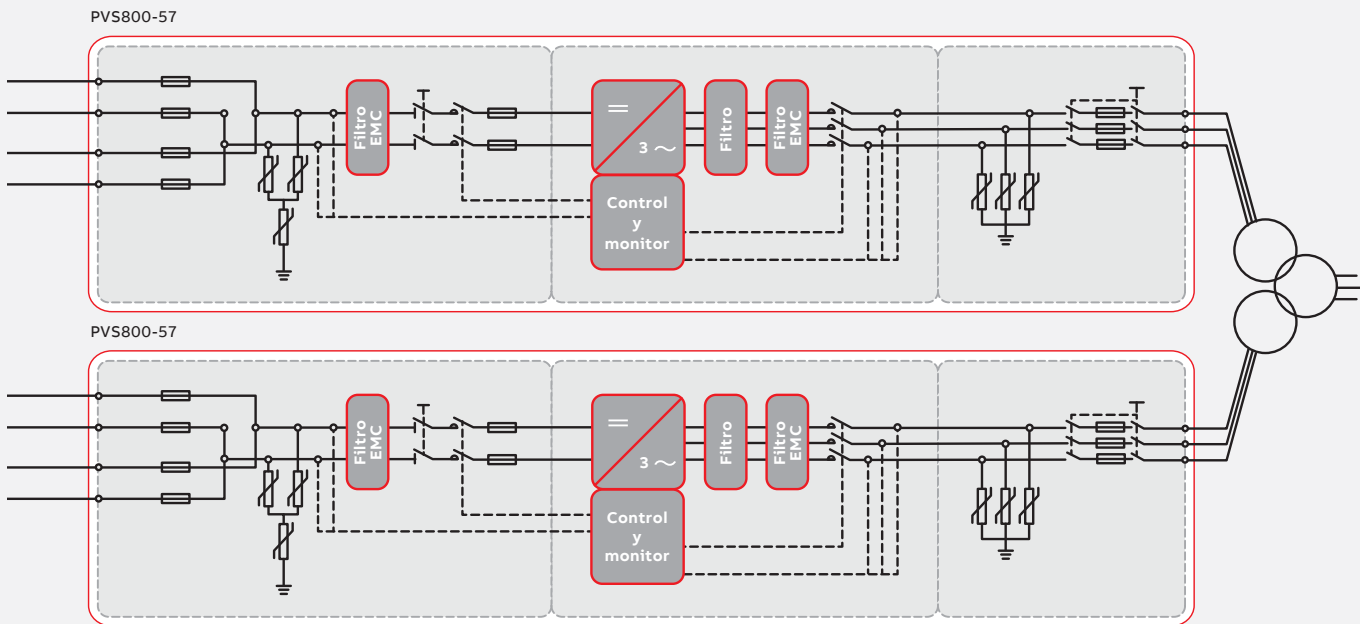 PVS800-57
Filtro
EMC
3
Filtro
Filtro
EMC
Control
y
monitor
PVS800-57
Filtro
EMC
3
Filtro
Filtro
EMC
Control
y
monitor